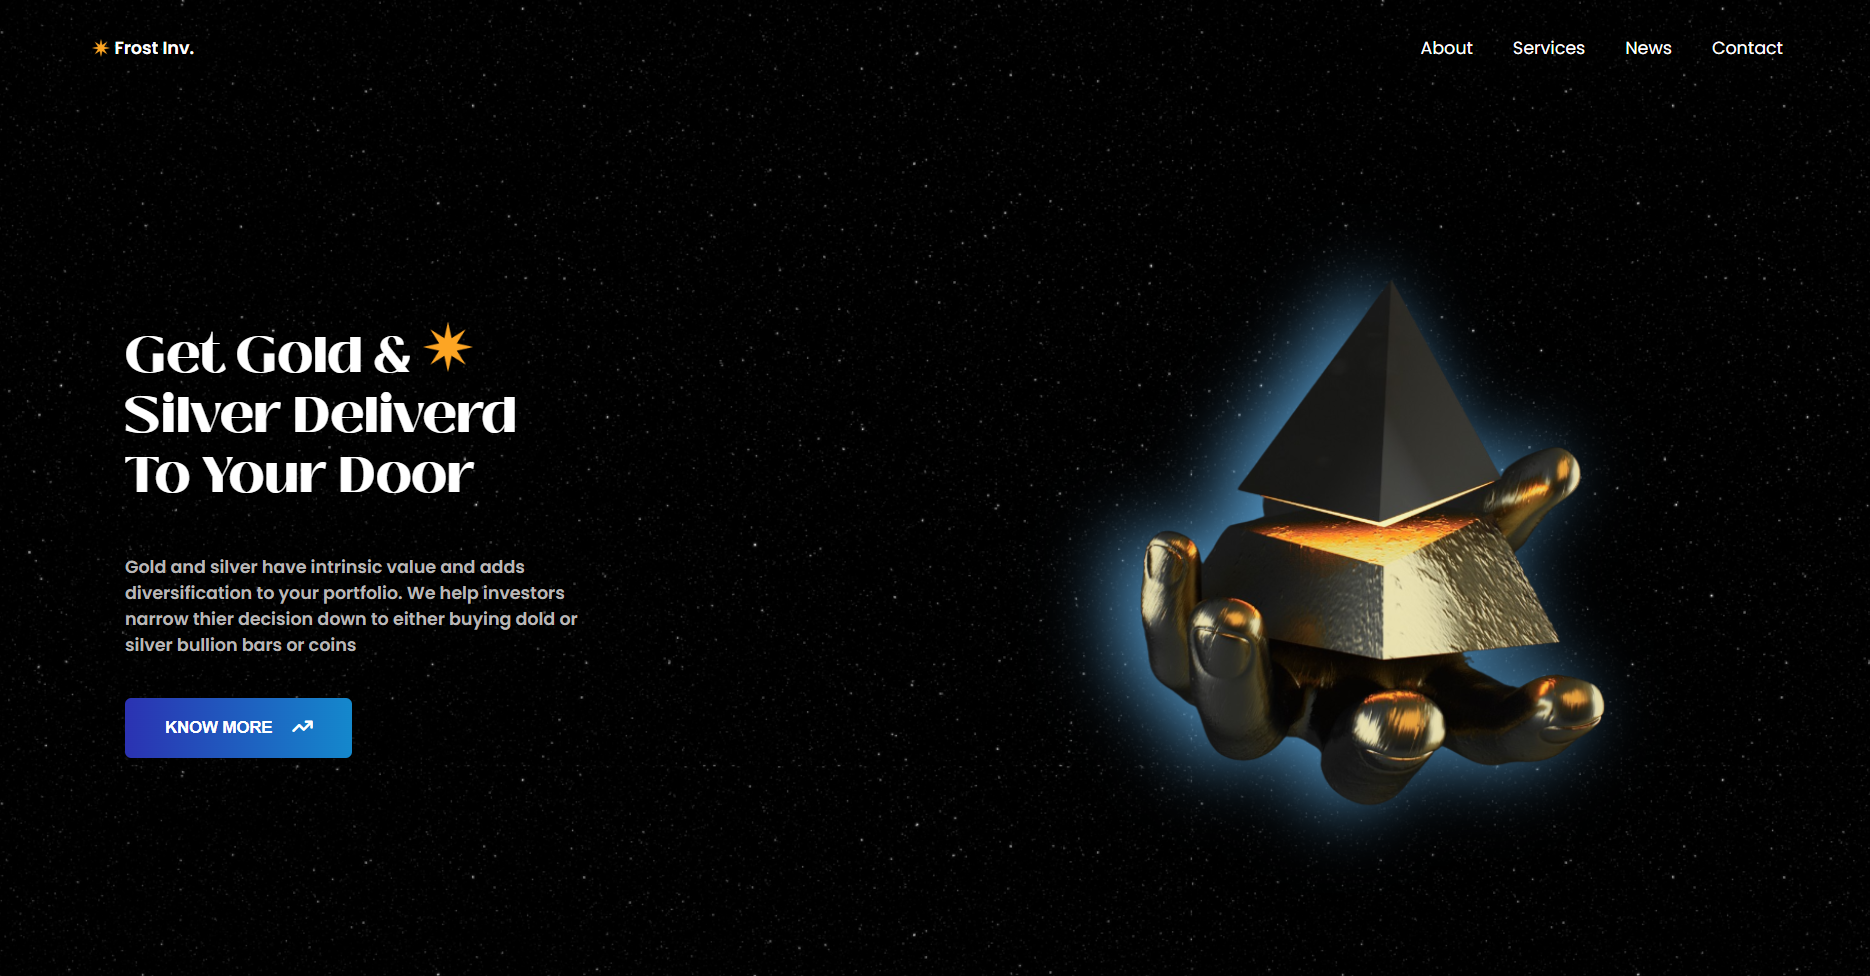 Frost Inv.
About
Services
News
Contact
Get Gold &
Silver Deliverd
To Your Door
Gold and silver have intrinsic value and adds
diversification to your portfolio. We help investors
narrow thier decision down to either buying dold or
silver bullion bars or coins
KNOW MORE